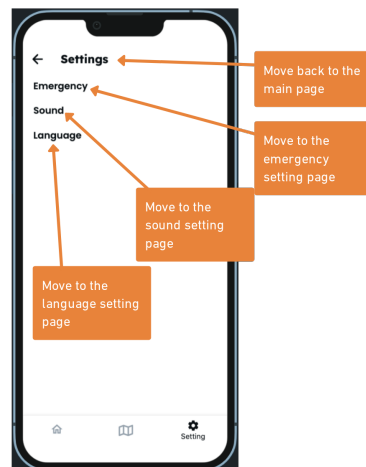 Settings
Move back to the
main page
Emergency
Sound
Language
Move to the
emergency
setting page
Move to the
sound setting
page
Move to the
language setting
page
Setting